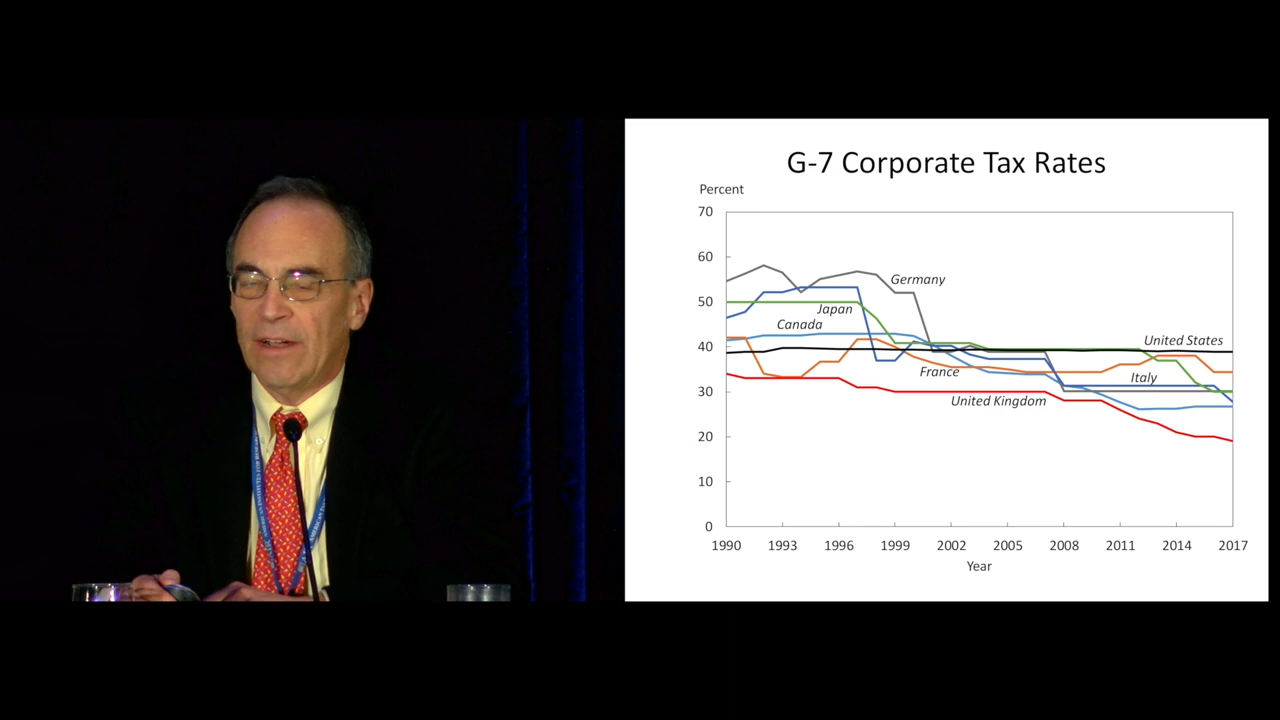 G-7 Corporate Tax Rates
Percent
70
60
50
40
30
20
10
0
Germany
Japan
Canada
United States
France
Italy
United Kingdom
1990 1993 1996 1999 2002 2005 2008 2011 2014 2017
Year